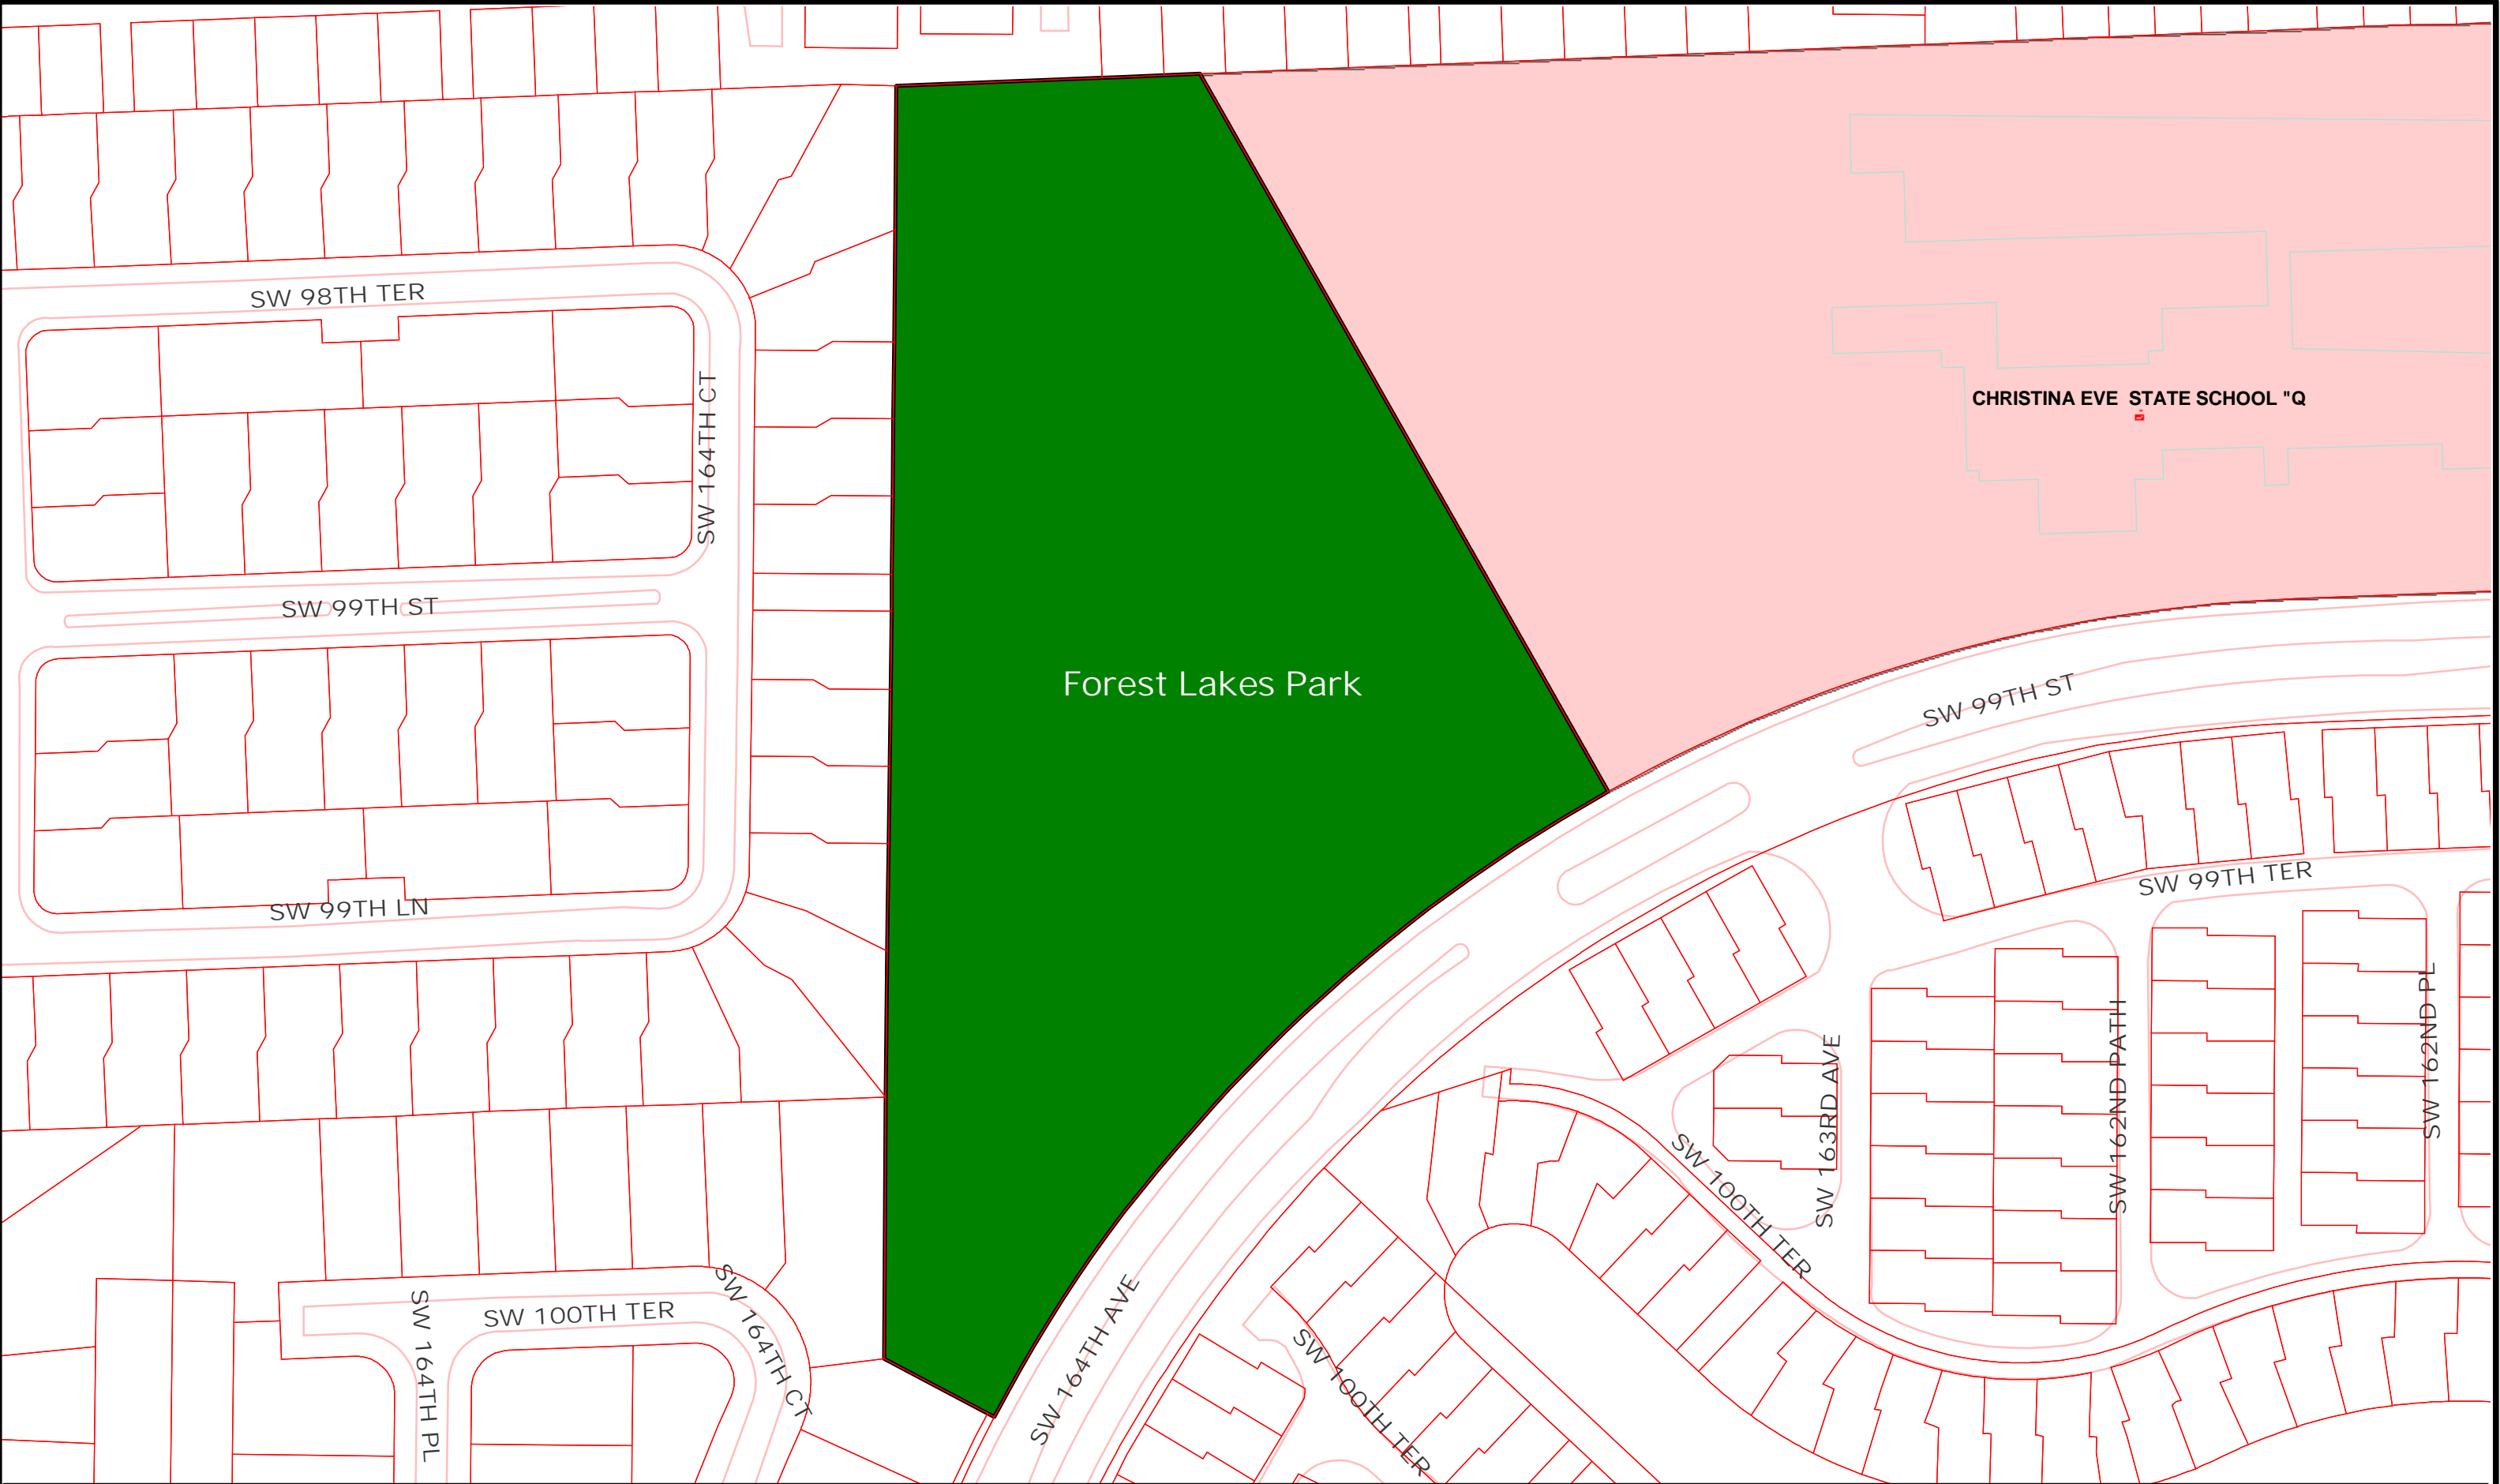 SW 98TH TER
SW 164TH CT
CHRISTINA EVE  STATE SCHOOL "Q
SW 99TH ST
Forest Lakes Park
SW 99TH ST
SW 99TH TER
SW 99TH LN
SW 162ND PL
SW 162ND PATH
SW 163RD AVE
SW 100TH TER
SW 164TH AVE
SW 164TH CT
SW 100TH TER
SW 164TH PL
SW 100TH TER